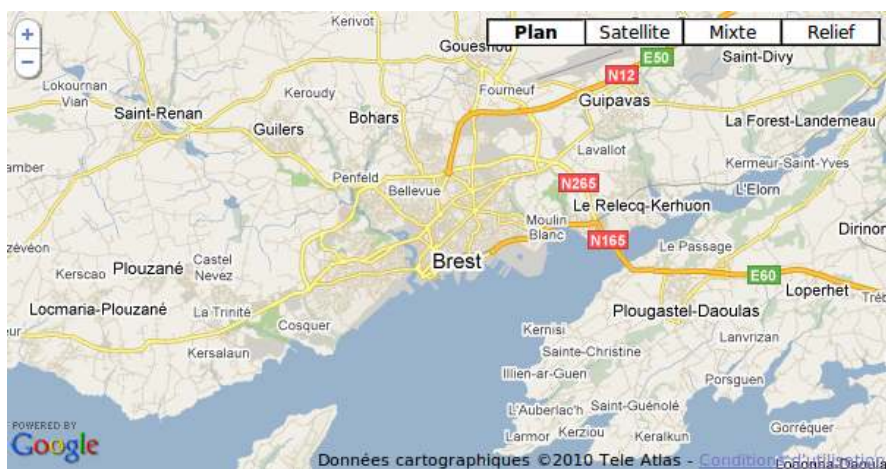 +
−
Plan Satellite Mixte Relief
Kerivot
Gouesnou
E50
Saint-Divy
N12
Lokournan
Vian
Keroudy
Fourneuf
Guipavas
Saint-Renan
Bohars
La Forest-Landerneau
Guilers
Lavallot
Kermeur-Saint-Yves
Penfeld
Bellevue
N265
L'Elorn
Le Relecq-Kerhuon
Moulin
Blanc
Dirinon
N165
Le Passage
Castel
Nevez
Plouzané
Kerscao
Brest
E60
Loperhet
Locmaria-Plouzané
La Trinité
Plougastel-Daoulas
Cosquer
Kernisi
Lanvrizan
Kersalaun
Sainte-Christine
Illien-ar-Guen
Porsguen
L'Auberlac'h
Saint-Guénolé
POWERED BY
Google
Gorréquer
Larmor
Kerziou
Keralkun
Données cartographiques ©2010 Tele Atlas - Conditions d'utilisation